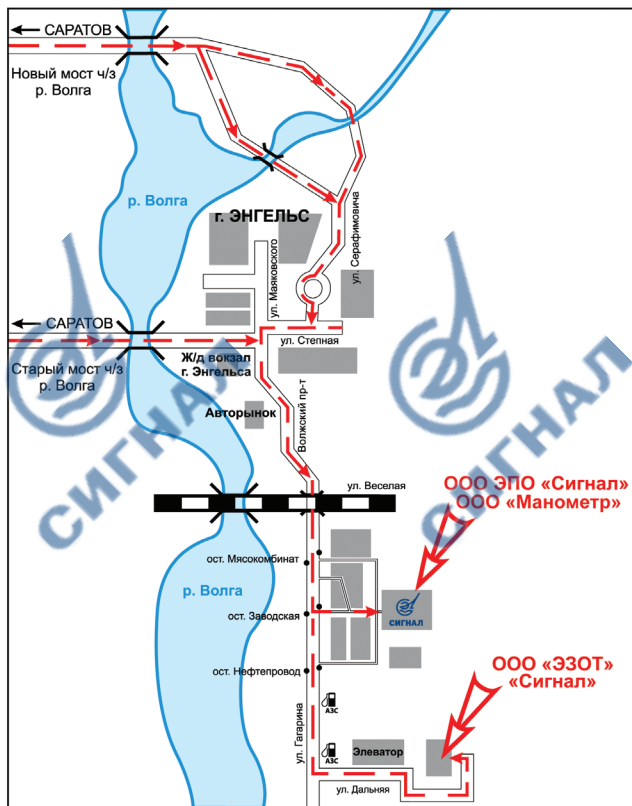 САРАТОВ
Новый мост ч/з
р. Волга
р. Волга
г. ЭНГЕЛЬС
ул. Маяковского
ул. Серафимовича
САРАТОВ
Старый мост ч/з
р. Волга
ул. Степная
Ж/д вокзал
г. Энгельса
Авторынок
Волжский пр-т
СИГНАЛ
СИГНАЛ
ул. Веселая
ООО ЭПО «Сигнал»
ООО «Манометр»
ост. Мясокомбинат
р. Волга
ост. Заводская
СИГНАЛ
ост. Нефтепровод
ООО «ЭЗОТ»
«Сигнал»
АЗС
ул. Гагарина
АЗС
Элеватор
ул. Дальняя